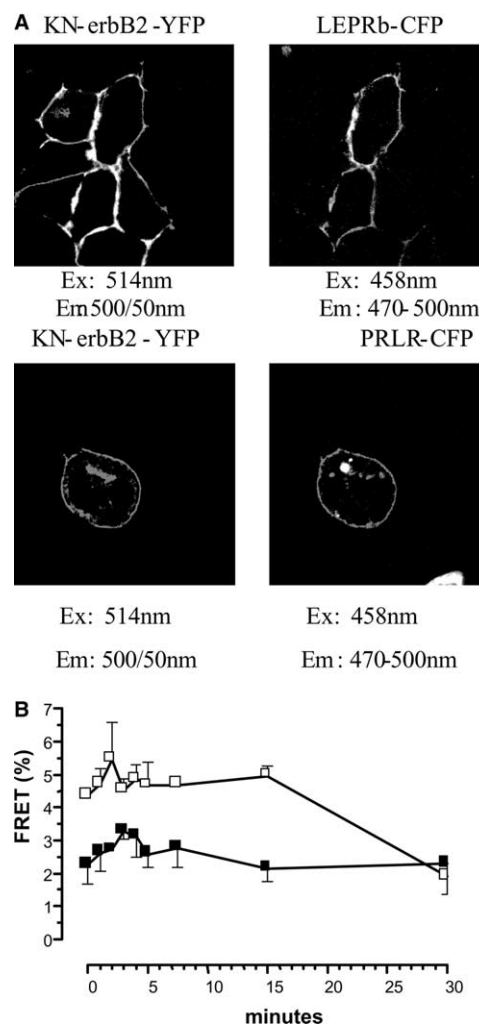 A
KN-erbB2-YFP LEPRb-CFP
Ex: 514nm Ex: 458nm
Em:500/50nm Em: 470-500nm
KN-erbB2-YFP PRLR-CFP
Ex: 514nm Ex: 458nm
Em: 500/50nm Em: 470-500nm
B
FRET (%)
7
6
5
4
3
2
1
0
0 5 10 15 20 25 30
minutes